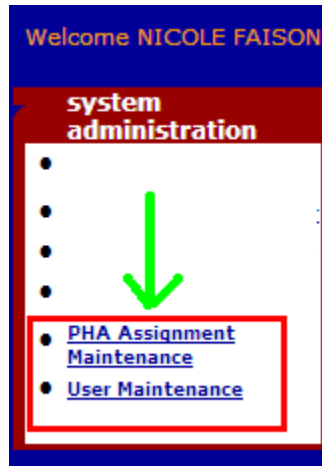 Welcome NICOLE FAISON
system
administration
PHA Assignment
Maintenance
User Maintenance